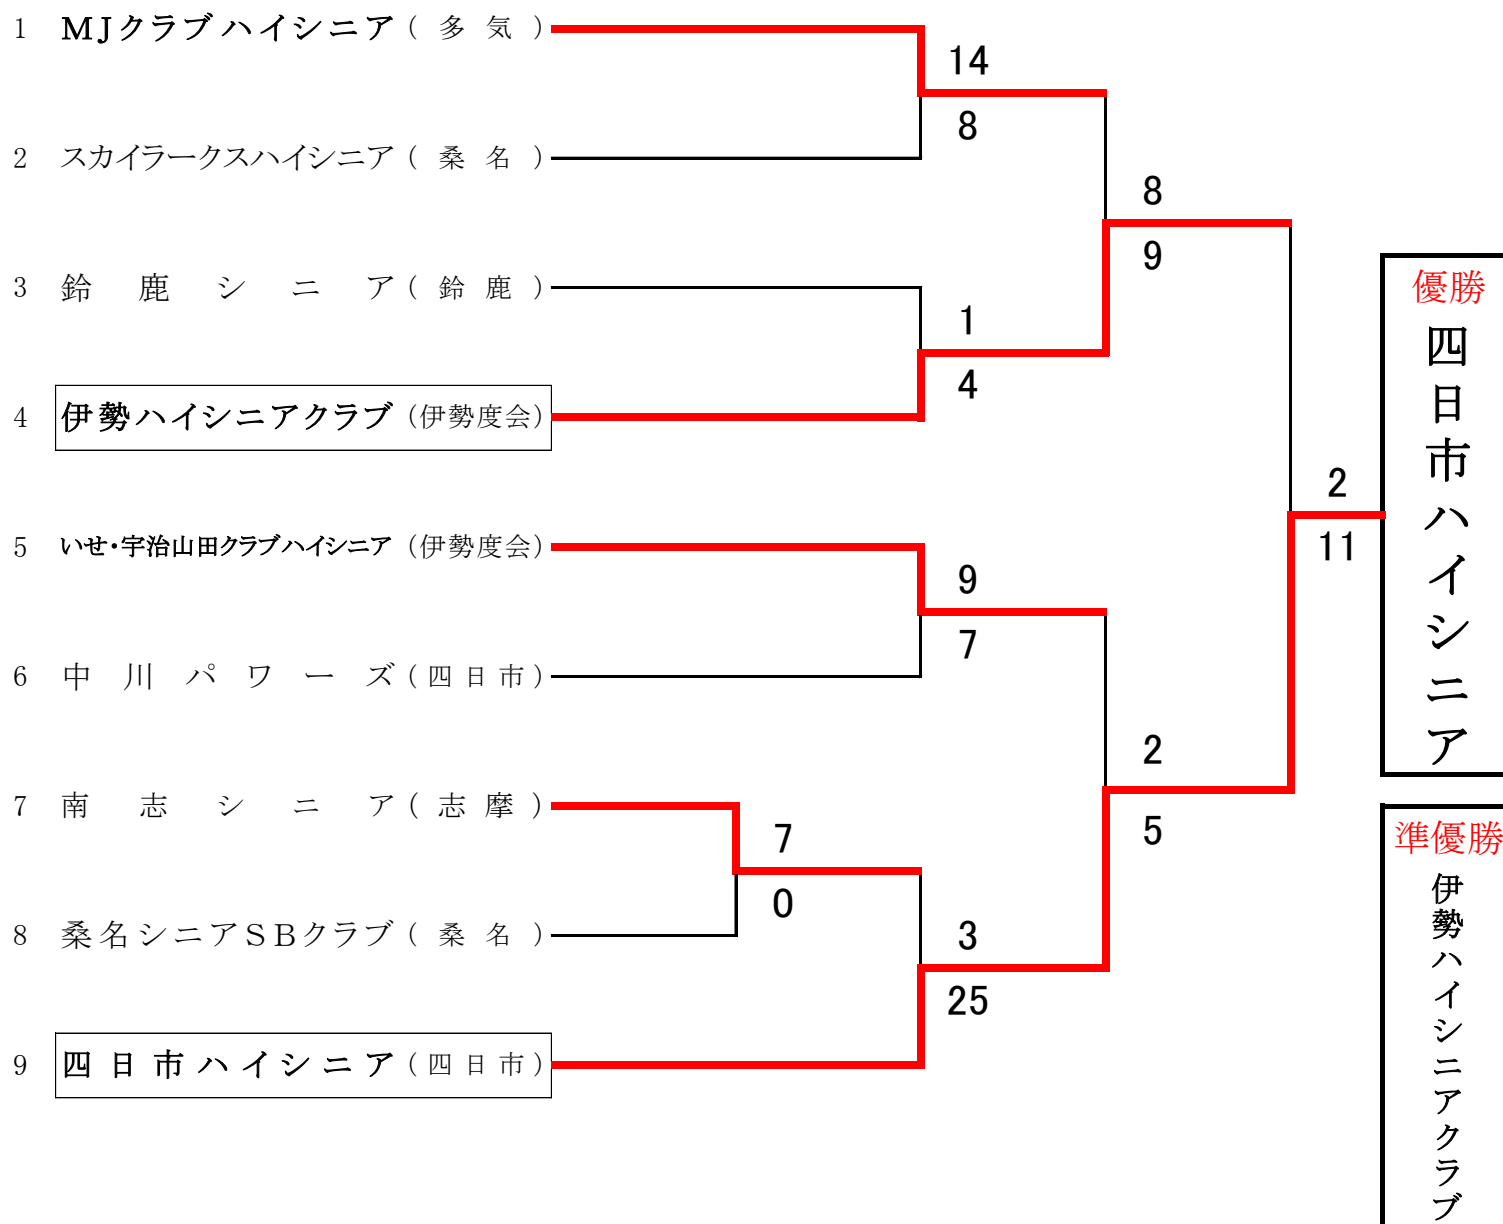 1 MJクラブハイシニア(多気)
14
8
2 スカイラークスハイシニア(桑名)
8
9
3 鈴鹿シニア(鈴鹿)
1
4
4 伊勢ハイシニアクラブ(伊勢度会)
2
11
5 いせ・宇治山田クラブハイシニア(伊勢度会)
9
7
6 中川パワーズ(四日市)
2
5
7 南志シニア(志摩)
7
0
8 桑名シニアSBクラブ(桑名)
3
25
9 四日市ハイシニア(四日市)
優勝
四日市ハイシニア
準優勝
伊勢ハイシニアクラブ